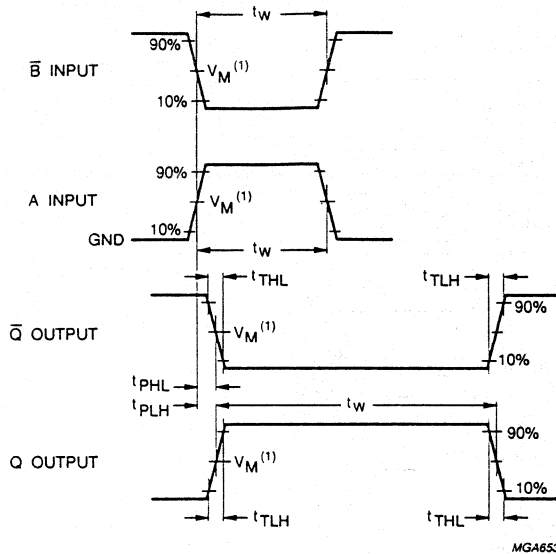 t_W
90%
B̅ INPUT
V_M^(1)
10%
90%
A INPUT
V_M^(1)
10%
GND
t_W
t_THL
t_TLH
90%
Q̅ OUTPUT
V_M^(1)
10%
t_PHL
t_PLH
t_W
90%
Q OUTPUT
V_M^(1)
10%
t_TLH
t_THL
MGA653